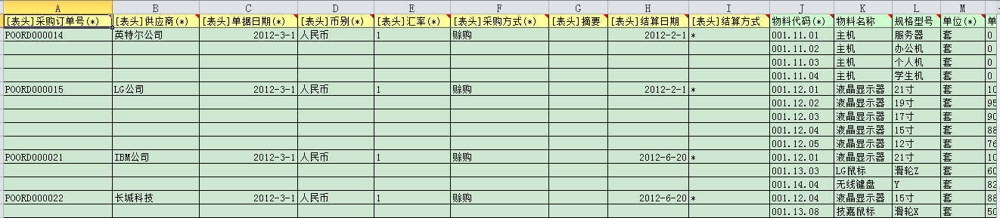 A B C D E F G H I J K L M
[表头]采购订单号(*) [表头]供应商(*) [表头]单据日期(*) [表头]币别(*) [表头]汇率(*) [表头]采购方式(*) [表头]摘要 [表头]结算日期 [表头]结算方式 物料代码(*) 物料名称 规格型号 单位(*) 单
POORD000014 英特尔公司 2012-3-1 人民币 1 赊购 2012-2-1 * 001.11.01 主机 服务器 套 0
001.11.02 主机 办公机 套 0
001.11.03 主机 个人机 套 0
001.11.04 主机 学生机 套 0
POORD000015 LG公司 2012-3-1 人民币 1 赊购 2012-2-1 * 001.12.01 液晶显示器 21寸 套 10
001.12.02 液晶显示器 19寸 套 95
001.12.03 液晶显示器 17寸 套 90
001.12.04 液晶显示器 15寸 套 88
001.12.05 液晶显示器 12寸 套 76
POORD000021 IBM公司 2012-3-1 人民币 1 赊购 2012-6-20 * 001.12.01 液晶显示器 21寸 套 10
001.13.03 LG鼠标 滑轮Z 套 60
001.14.04 无线键盘 Y 套 82
POORD000022 长城科技 2012-3-1 人民币 1 赊购 2012-6-20 * 001.12.04 液晶显示器 15寸 套 88
001.13.08 技嘉鼠标 滑轮X 套 50